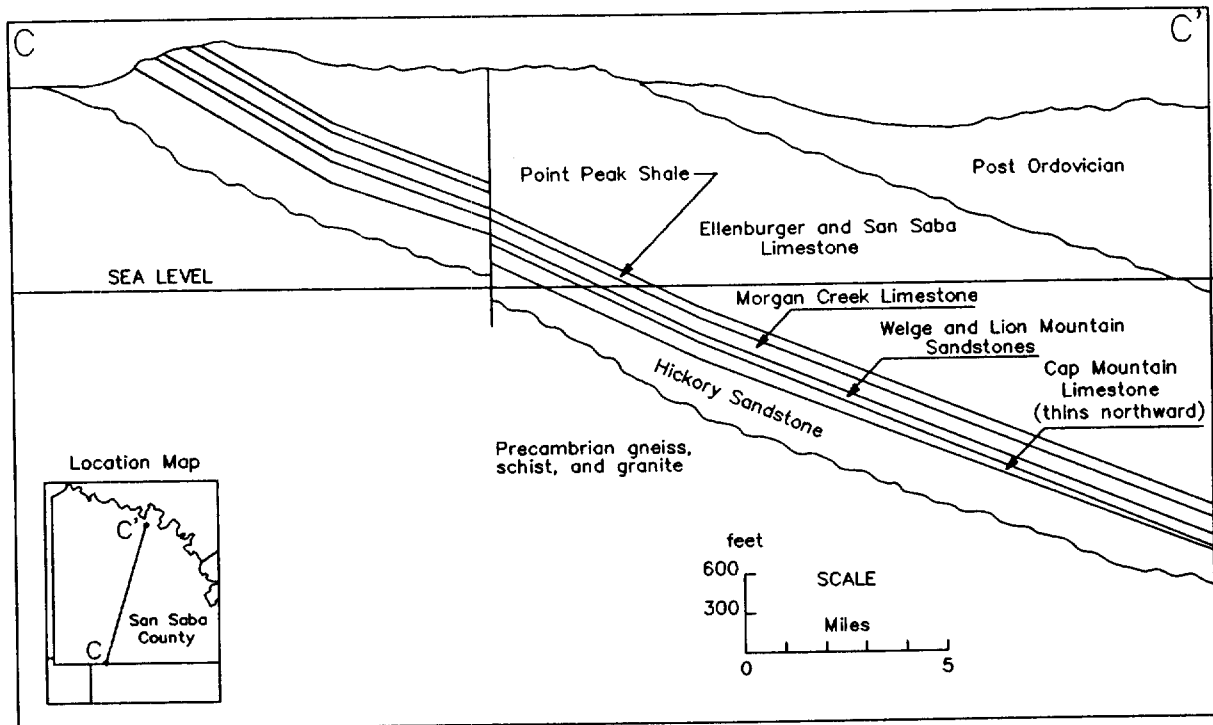 C
C'
Point Peak Shale
Post Ordovician
Ellenburger and San Saba
Limestone
SEA LEVEL
Morgan Creek Limestone
Welge and Lion Mountain
Sandstones
Cap Mountain
Limestone
(thins northward)
Hickory Sandstone
Precambrian gneiss,
schist, and granite
Location Map
C'
San Saba
County
C
feet
600
SCALE
300
Miles
0
5